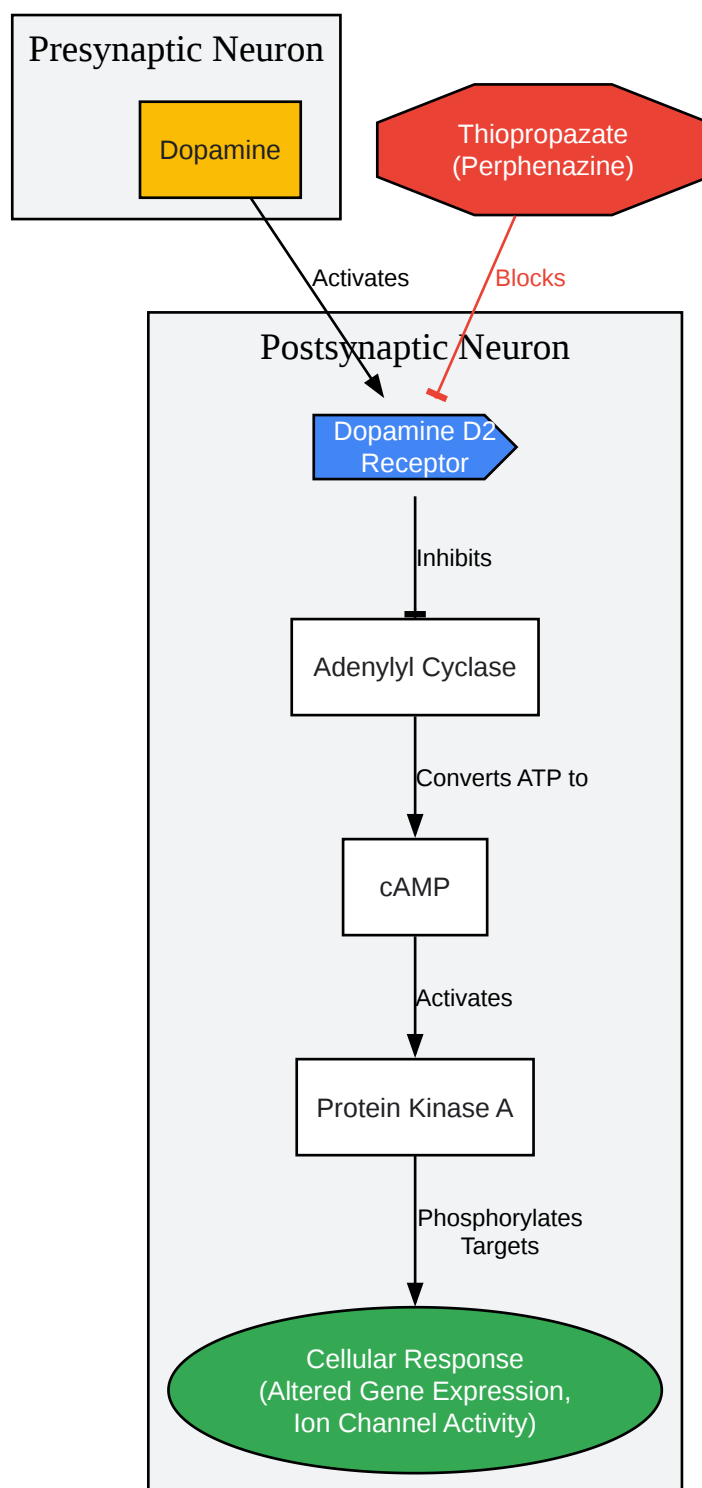 Presynaptic Neuron
Dopamine
Thiopropazate
(Perphenazine)
Activates
Blocks
Postsynaptic Neuron
Dopamine D2
Receptor
Inhibits
Adenylyl Cyclase
Converts ATP to
cAMP
Activates
Protein Kinase A
Phosphorylates
Targets
Cellular Response
(Altered Gene Expression,
Ion Channel Activity)